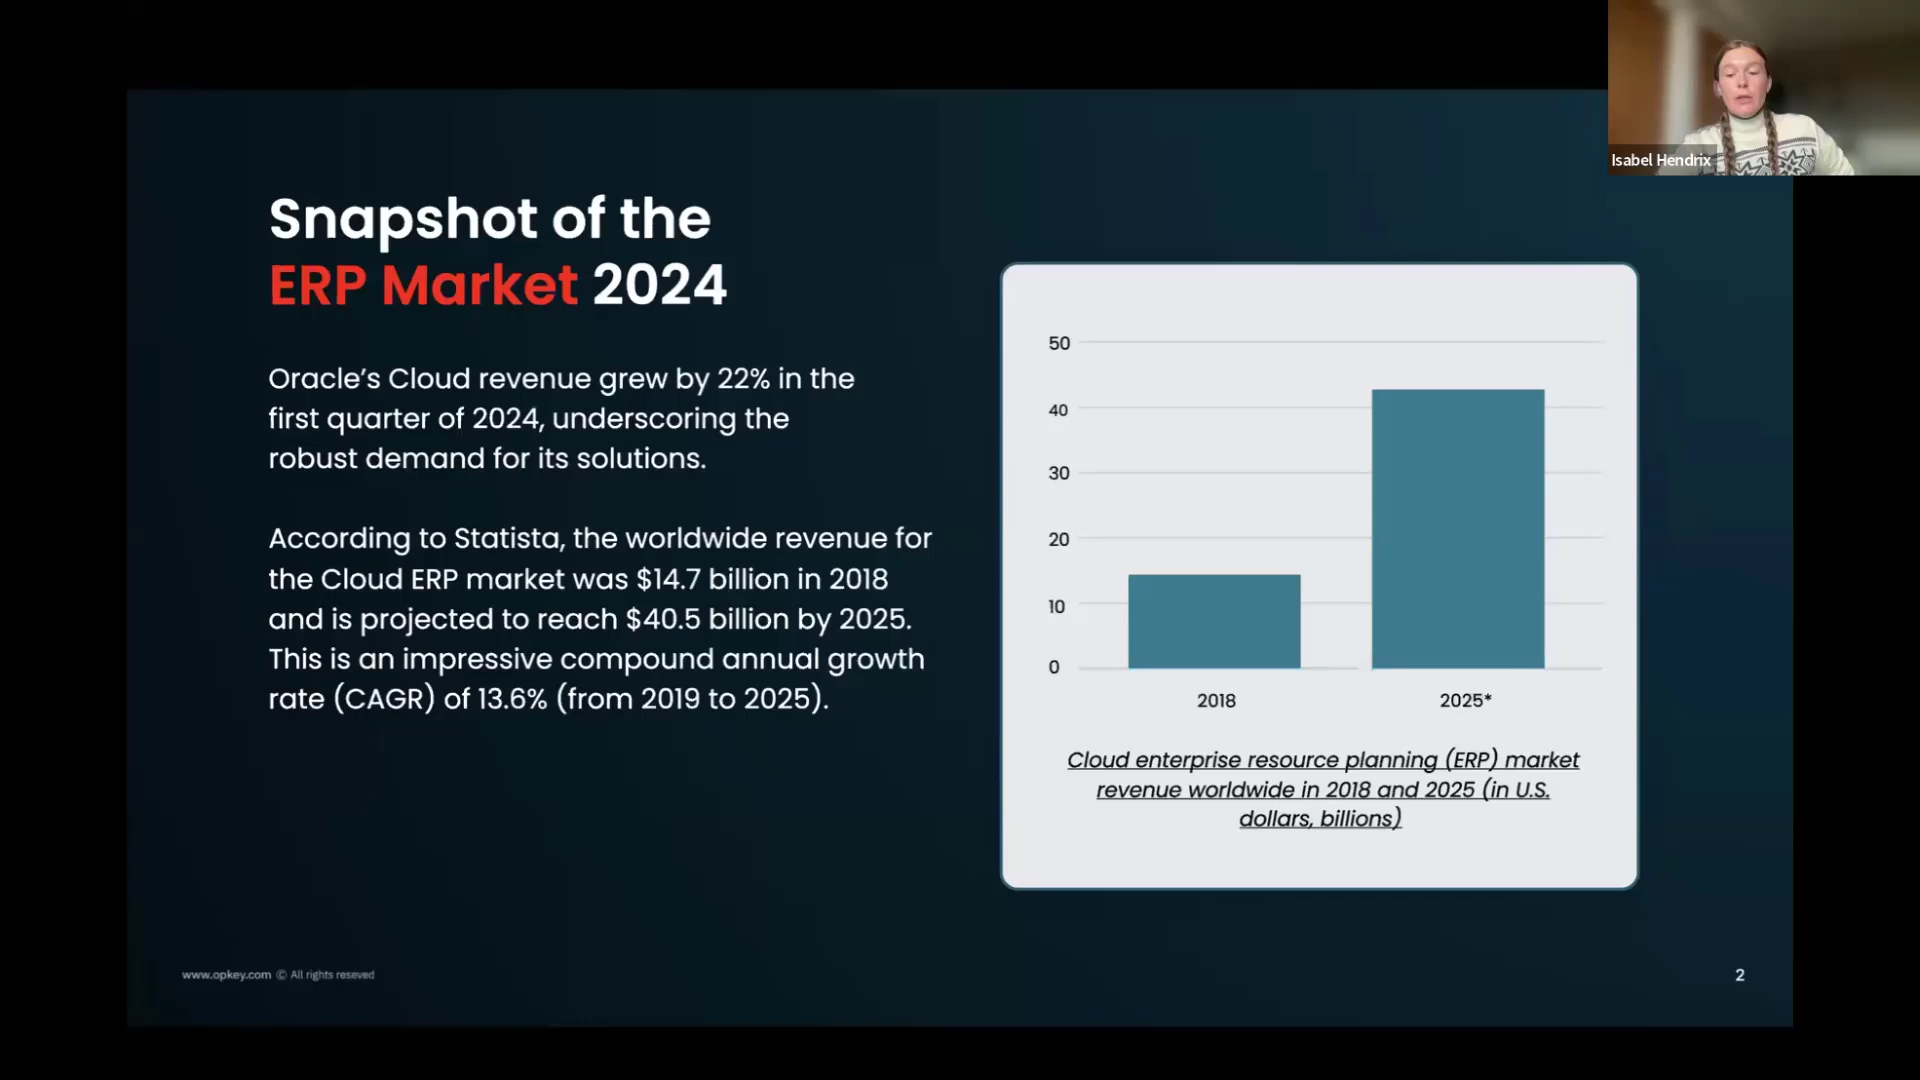 Isabel Hendrix
Snapshot of the
ERP Market 2024
Oracle's Cloud revenue grew by 22% in the
first quarter of 2024, underscoring the
robust demand for its solutions.
According to Statista, the worldwide revenue for
the Cloud ERP market was $14.7 billion in 2018
and is projected to reach $40.5 billion by 2025.
This is an impressive compound annual growth
rate (CAGR) of 13.6% (from 2019 to 2025).
50
40
30
20
10
0
2018 2025*
Cloud enterprise resource planning (ERP) market
revenue worldwide in 2018 and 2025 (in U.S.
dollars, billions)
www.opkey.com © All rights reseved
2